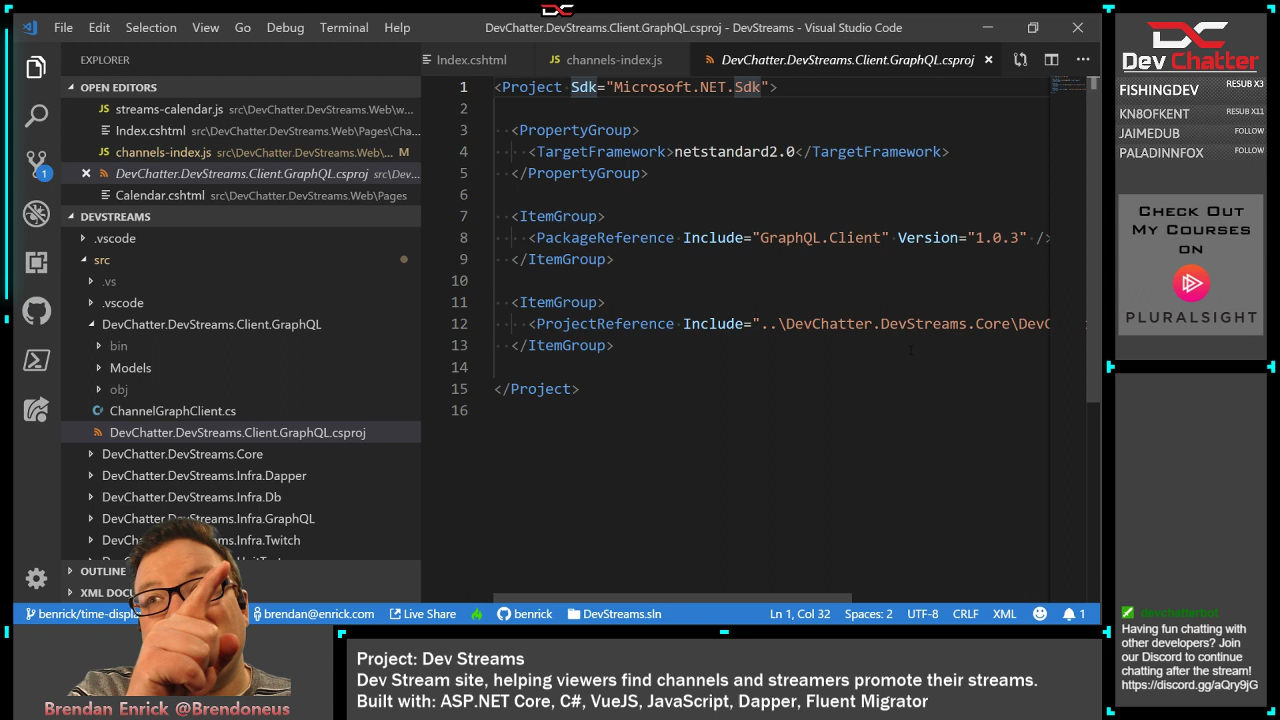 File Edit Selection View Go Debug Terminal Help
DevChatter.DevStreams.Client.GraphQL.csproj - DevStreams - Visual Studio Code
EXPLORER
OPEN EDITORS
streams-calendar.js src\DevChatter.DevStreams.Web\w...
Index.cshtml src\DevChatter.DevStreams.Web\Pages\Cha...
channels-index.js src\DevChatter.DevStreams.Web\... M
DevChatter.DevStreams.Client.GraphQL.csproj src\Dev...
Calendar.cshtml src\DevChatter.DevStreams.Web\Pages
DEVSTREAMS
.vscode
src
.vs
.vscode
DevChatter.DevStreams.Client.GraphQL
bin
Models
obj
ChannelGraphClient.cs
DevChatter.DevStreams.Client.GraphQL.csproj
DevChatter.DevStreams.Core
DevChatter.DevStreams.Infra.Dapper
DevChatter.DevStreams.Infra.Db
DevChatter.DevStreams.Infra.GraphQL
DevStreams.Infra.Twitch
OUTLINE
XML DOCU
1
Index.cshtml
channels-index.js
DevChatter.DevStreams.Client.GraphQL.csproj
1 <Project Sdk="Microsoft.NET.Sdk">
2
3 <PropertyGroup>
4 <TargetFramework>netstandard2.0</TargetFramework>
5 </PropertyGroup>
6
7 <ItemGroup>
8 <PackageReference Include="GraphQL.Client" Version="1.0.3" />
9 </ItemGroup>
10
11 <ItemGroup>
12 <ProjectReference Include="..\DevChatter.DevStreams.Core\DevC
13 </ItemGroup>
14
15 </Project>
16
benrick/time-displ
brendan@enrick.com
Live Share
benrick
DevStreams.sln
Ln 1, Col 32 Spaces: 2 UTF-8 CRLF XML 1
Brendan Enrick @Brendoneus
Project: Dev Streams
Dev Stream site, helping viewers find channels and streamers promote their streams.
Built with: ASP.NET Core, C#, VueJS, JavaScript, Dapper, Fluent Migrator
Dev Chatter
FISHINGDEV RESUB X3
KN8OFKENT RESUB X11
JAIMEDUB FOLLOW
PALADINNFOX FOLLOW
CHECK OUT
MY COURSES
ON
PLURALSIGHT
devchatterbot
Having fun chatting with
other developers? Join
our Discord to continue
chatting after the stream!
https://discord.gg/aQry9jG